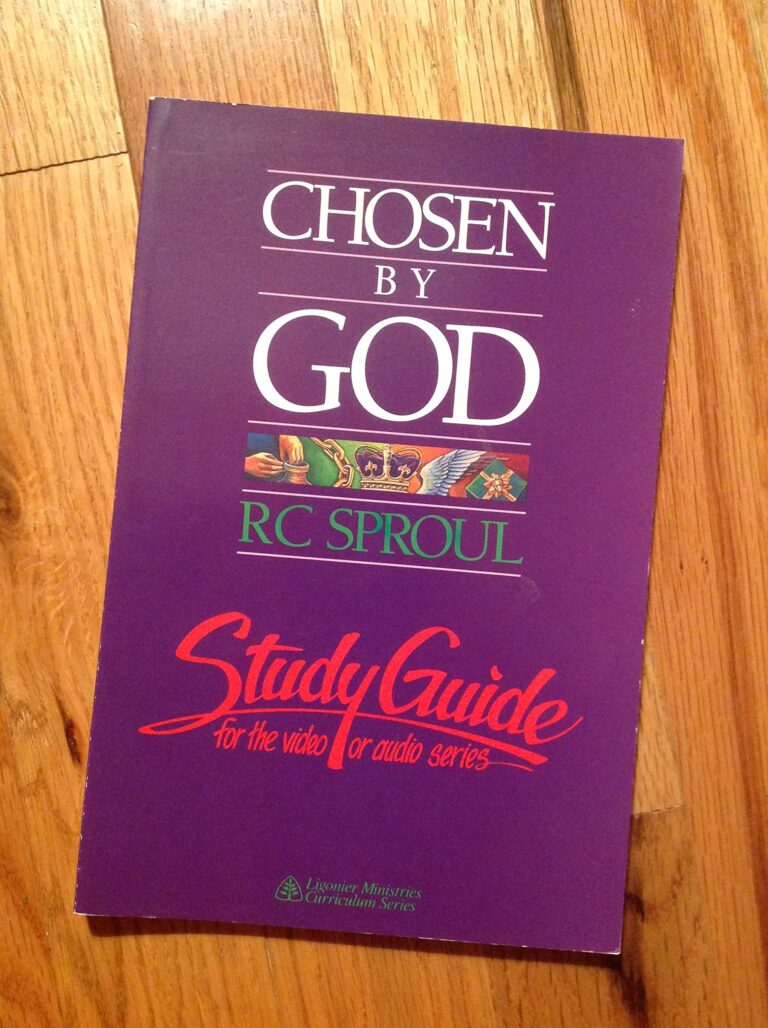 CHOSEN
BY
GOD
RC SPROUL
Study Guide
for the video or audio series
Ligonier Ministries
Curriculum Series